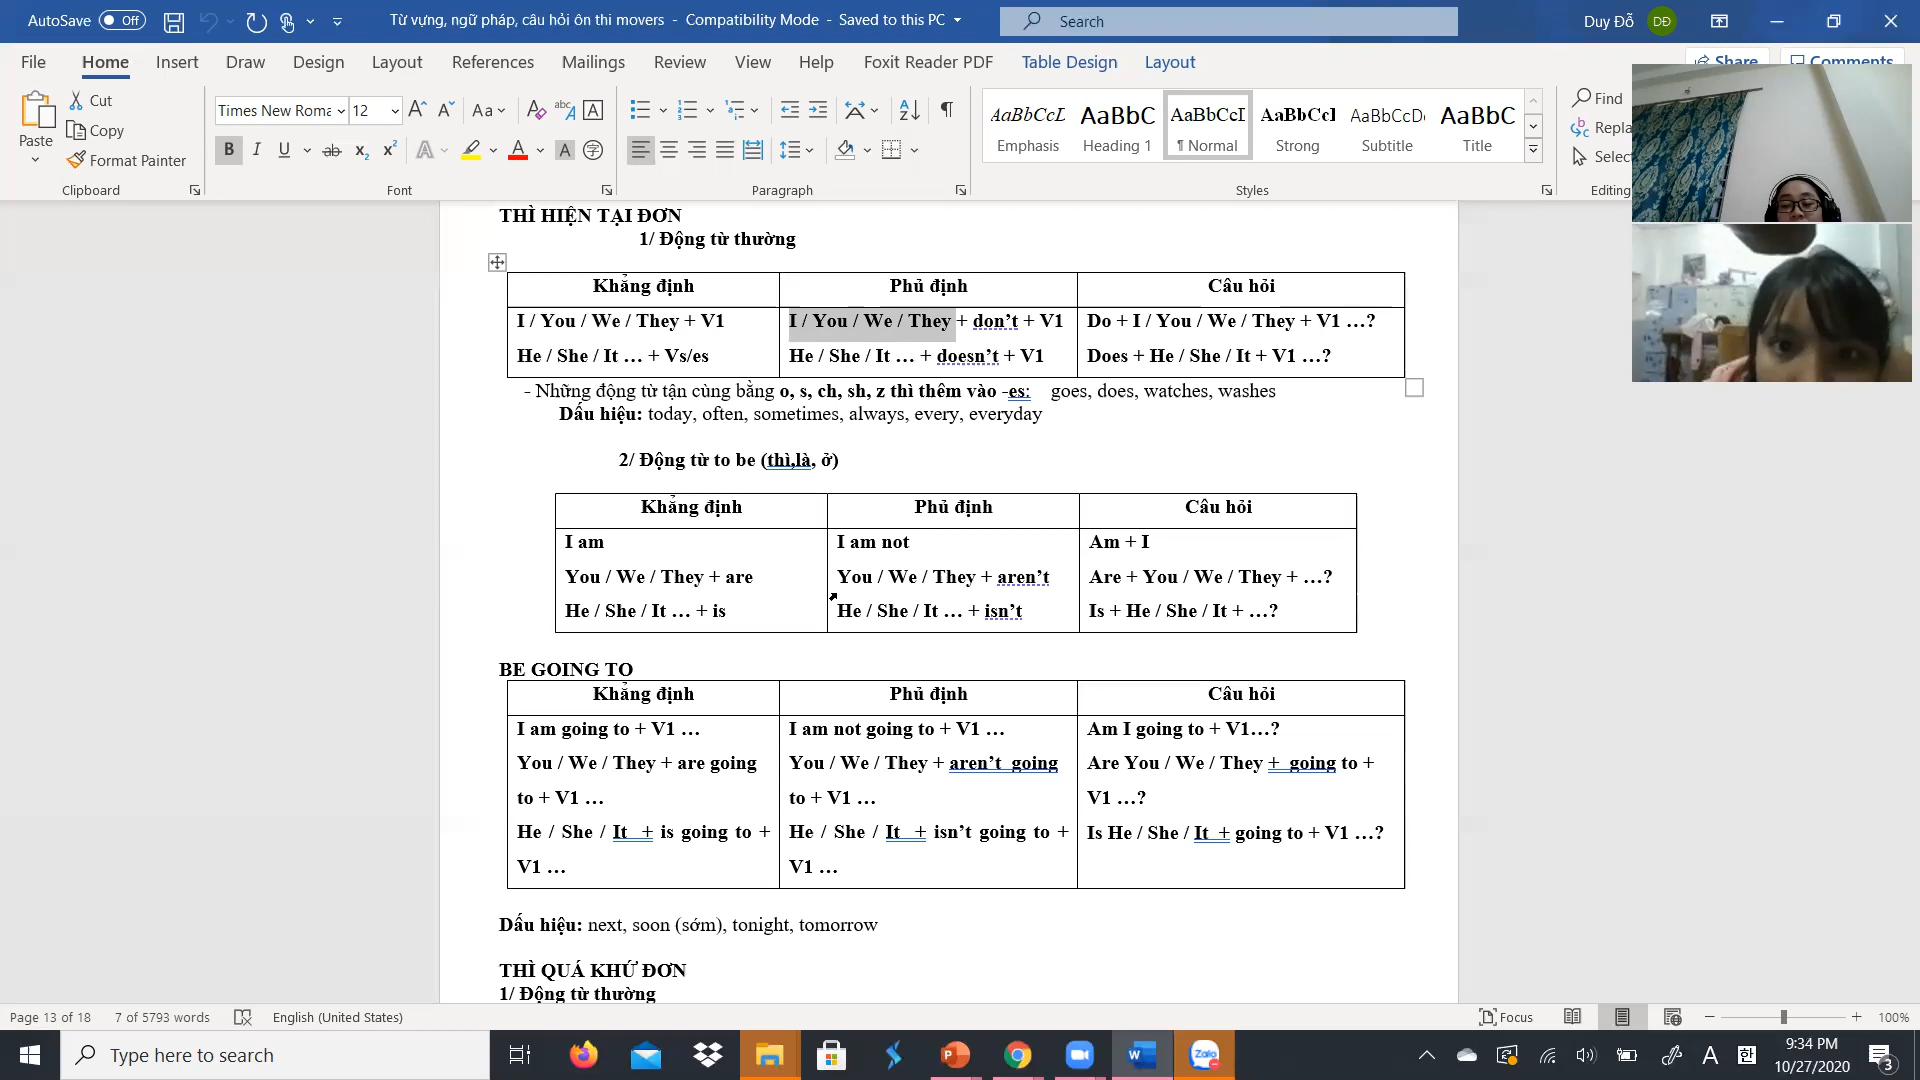 AutoSave Off Từ vựng, ngữ pháp, câu hỏi ôn thi movers - Compatibility Mode - Saved to this PC Search Duy Đỗ DĐ
File Home Insert Draw Design Layout References Mailings Review View Help Foxit Reader PDF Table Design Layout Share Comments
Paste Cut Copy Format Painter Clipboard
Times New Roma 12 Font
Paragraph
AaBbCcI Emphasis AaBbC Heading 1 AaBbCcI ¶ Normal AaBbCcI Strong AaBbCcD Subtitle AaBbC Title Styles
Find
Editing
THÌ HIỆN TẠI ĐƠN
1/ Động từ thường
Khẳng định Phủ định Câu hỏi
I / You / We / They + V1 I / You / We / They + don’t + V1 Do + I / You / We / They + V1 …?
He / She / It … + Vs/es He / She / It … + doesn’t + V1 Does + He / She / It + V1 …?
- Những động từ tận cùng bằng o, s, ch, sh, z thì thêm vào -es: goes, does, watches, washes
Dấu hiệu: today, often, sometimes, always, every, everyday
2/ Động từ to be (thì,là, ở)
Khẳng định Phủ định Câu hỏi
I am I am not Am + I
You / We / They + are You / We / They + aren’t Are + You / We / They + …?
He / She / It … + is He / She / It … + isn’t Is + He / She / It + …?
BE GOING TO
Khẳng định Phủ định Câu hỏi
I am going to + V1 … I am not going to + V1 … Am I going to + V1…?
You / We / They + are going You / We / They + aren’t going Are You / We / They + going to +
to + V1 … to + V1 … V1 …?
He / She / It + is going to + He / She / It + isn’t going to + Is He / She / It + going to + V1 …?
V1 … V1 …
Dấu hiệu: next, soon (sớm), tonight, tomorrow
THÌ QUÁ KHỨ ĐƠN
1/ Động từ thường
Page 13 of 18 7 of 5793 words English (United States) Focus 100%
Type here to search 9:34 PM
10/27/2020 3